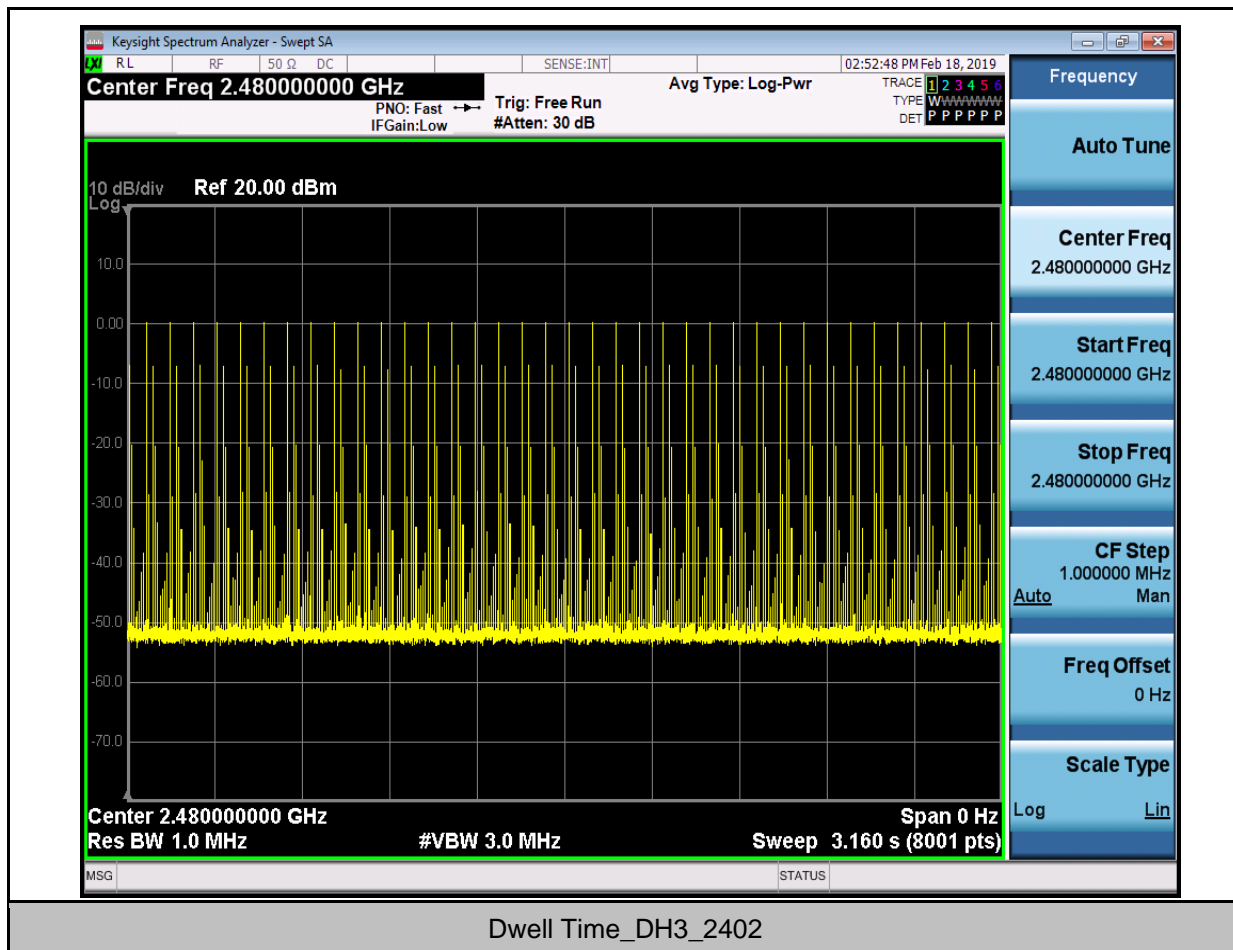 Keysight Spectrum Analyzer - Swept SA
LXI RL RF 50 Ω DC SENSE:INT 02:52:48 PM Feb 18, 2019
Center Freq 2.480000000 GHz
PNO: Fast
IFGain:Low
Trig: Free Run
#Atten: 30 dB
Avg Type: Log-Pwr
TRACE 1 2 3 4 5 6
TYPE WWWWWW
DET P P P P P P
10 dB/div Ref 20.00 dBm
Log
10.0
0.00
-10.0
-20.0
-30.0
-40.0
-50.0
-60.0
-70.0
Center 2.480000000 GHz Span 0 Hz
Res BW 1.0 MHz #VBW 3.0 MHz Sweep 3.160 s (8001 pts)
MSG STATUS
Frequency
Auto Tune
Center Freq
2.480000000 GHz
Start Freq
2.480000000 GHz
Stop Freq
2.480000000 GHz
CF Step
1.000000 MHz
Auto Man
Freq Offset
0 Hz
Scale Type
Log Lin
Dwell Time_DH3_2402